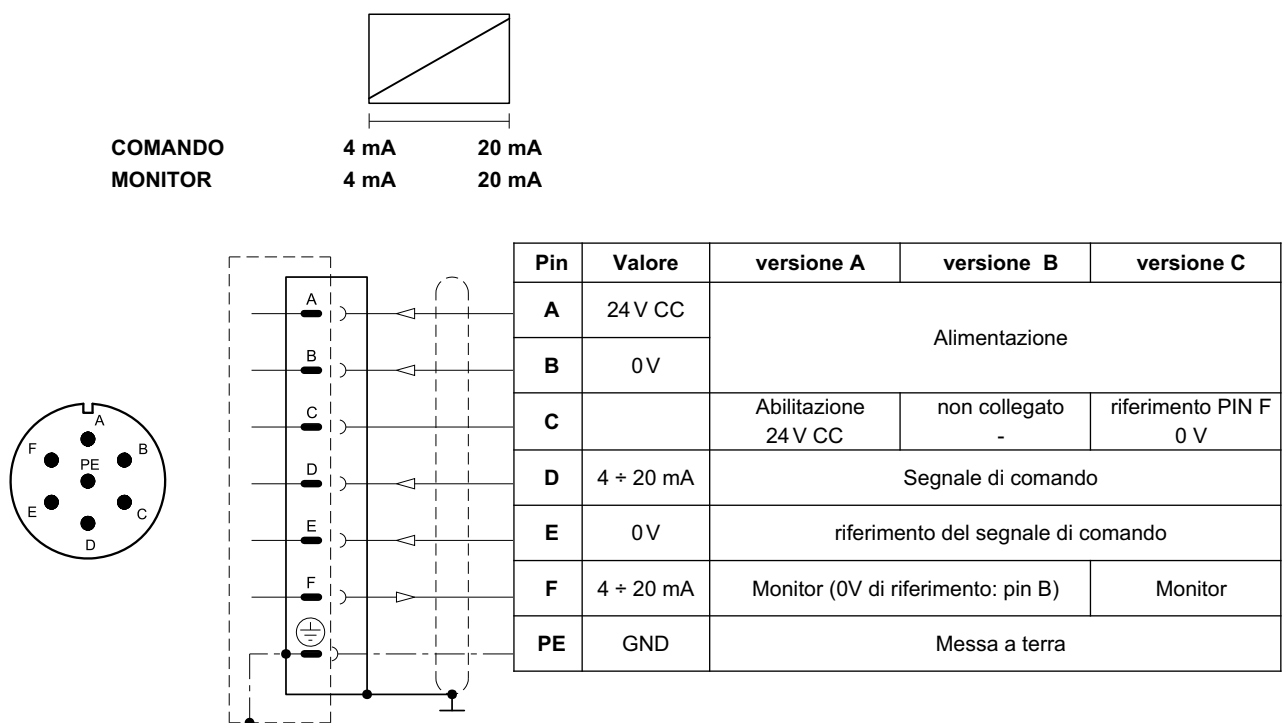 COMANDO 4 mA 20 mA
MONITOR 4 mA 20 mA
Pin Valore versione A versione B versione C
A 24 V CC Alimentazione
B 0 V
C Abilitazione 24 V CC non collegato - riferimento PIN F 0 V
D 4 ÷ 20 mA Segnale di comando
E 0 V riferimento del segnale di comando
F 4 ÷ 20 mA Monitor (0V di riferimento: pin B) Monitor
PE GND Messa a terra
A
B
C
D
E
F
A
F
B
PE
E
C
D